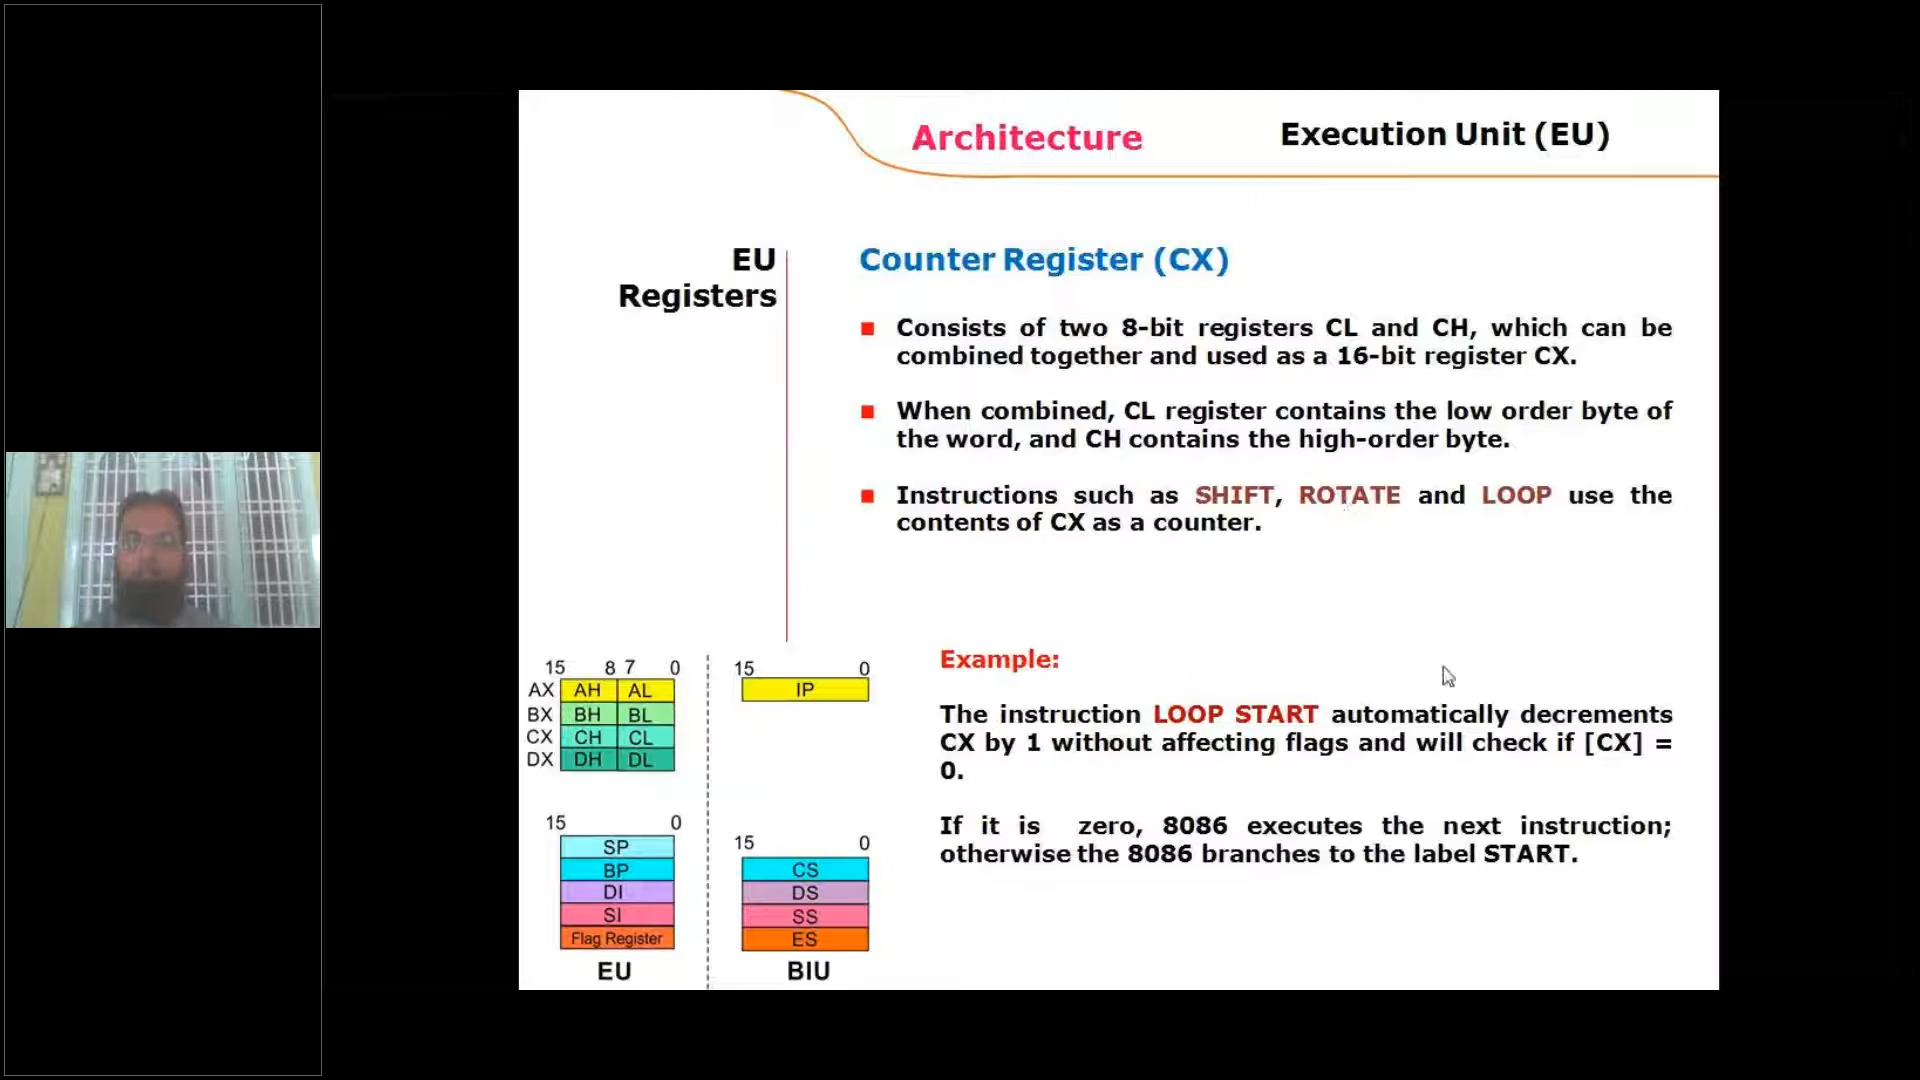 Architecture
Execution Unit (EU)
EU
Registers
Counter Register (CX)
Consists of two 8-bit registers CL and CH, which can be
combined together and used as a 16-bit register CX.
When combined, CL register contains the low order byte of
the word, and CH contains the high-order byte.
Instructions such as SHIFT, ROTATE and LOOP use the
contents of CX as a counter.
Example:
The instruction LOOP START automatically decrements
CX by 1 without affecting flags and will check if [CX] =
0.
If it is zero, 8086 executes the next instruction;
otherwise the 8086 branches to the label START.
15 8 7 0
AX AH AL
BX BH BL
CX CH CL
DX DH DL
15 0
SP
BP
DI
SI
Flag Register
EU
15 0
IP
15 0
CS
DS
SS
ES
BIU